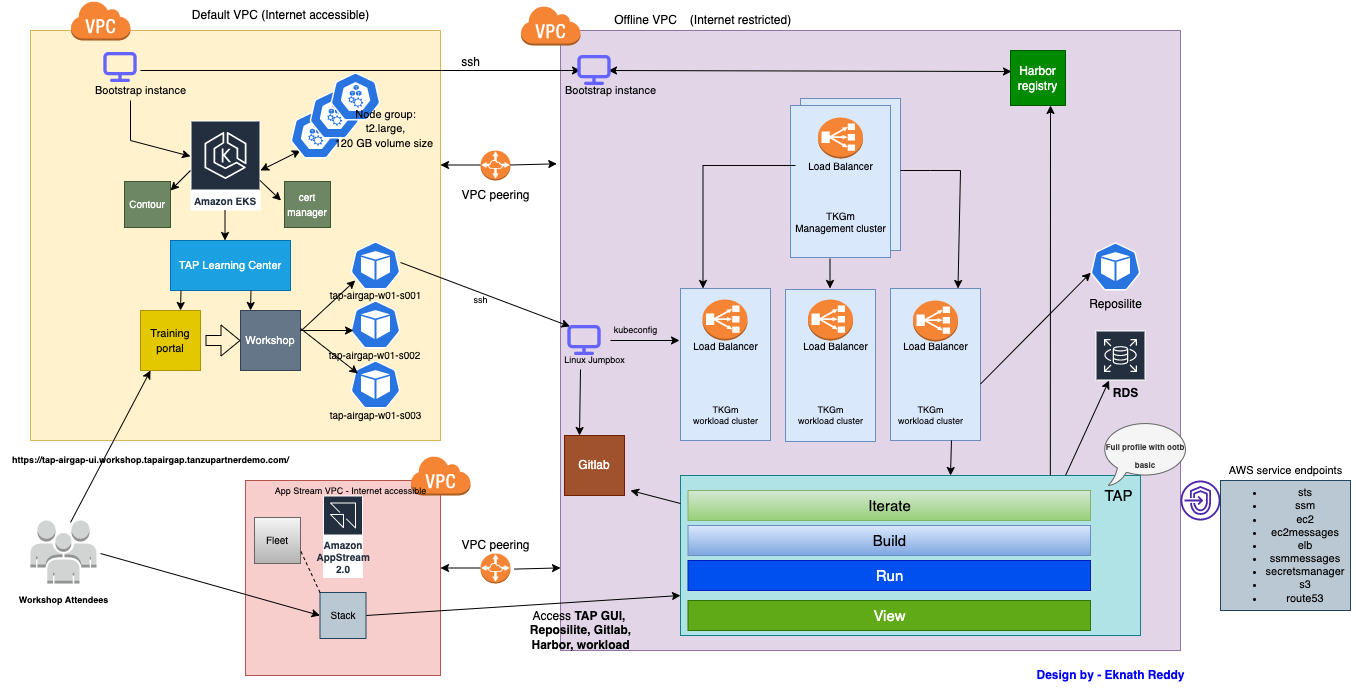 Default VPC (Internet accessible)
VPC
Bootstrap instance
ssh
Node group:
t2.large,
120 GB volume size
Amazon EKS
Contour
cert
manager
TAP Learning Center
Training
portal
Workshop
tap-airgap-w01-s001
tap-airgap-w01-s002
tap-airgap-w01-s003
https://tap-airgap-ui.workshop.tapairgap.tanzupartnerdemo.com/
Workshop Attendees
VPC peering
ssh
Offline VPC (Internet restricted)
VPC
Bootstrap instance
Harbor
registry
Load Balancer
TKGm
Management cluster
Linux Jumpbox
kubeconfig
Load Balancer
TKGm
workload cluster
Load Balancer
TKGm
workload cluster
Load Balancer
TKGm
workload cluster
Reposilite
RDS
Gitlab
Full profile with ootb
basic
TAP
Iterate
Build
Run
View
VPC
App Stream VPC - Internet accessible
Fleet
Amazon
AppStream
2.0
Stack
VPC peering
Access TAP GUI,
Reposilite, Gitlab,
Harbor, workload
AWS service endpoints
• sts
• ssm
• ec2
• ec2messages
• elb
• ssmmessages
• secretsmanager
• s3
• route53
Design by - Eknath Reddy